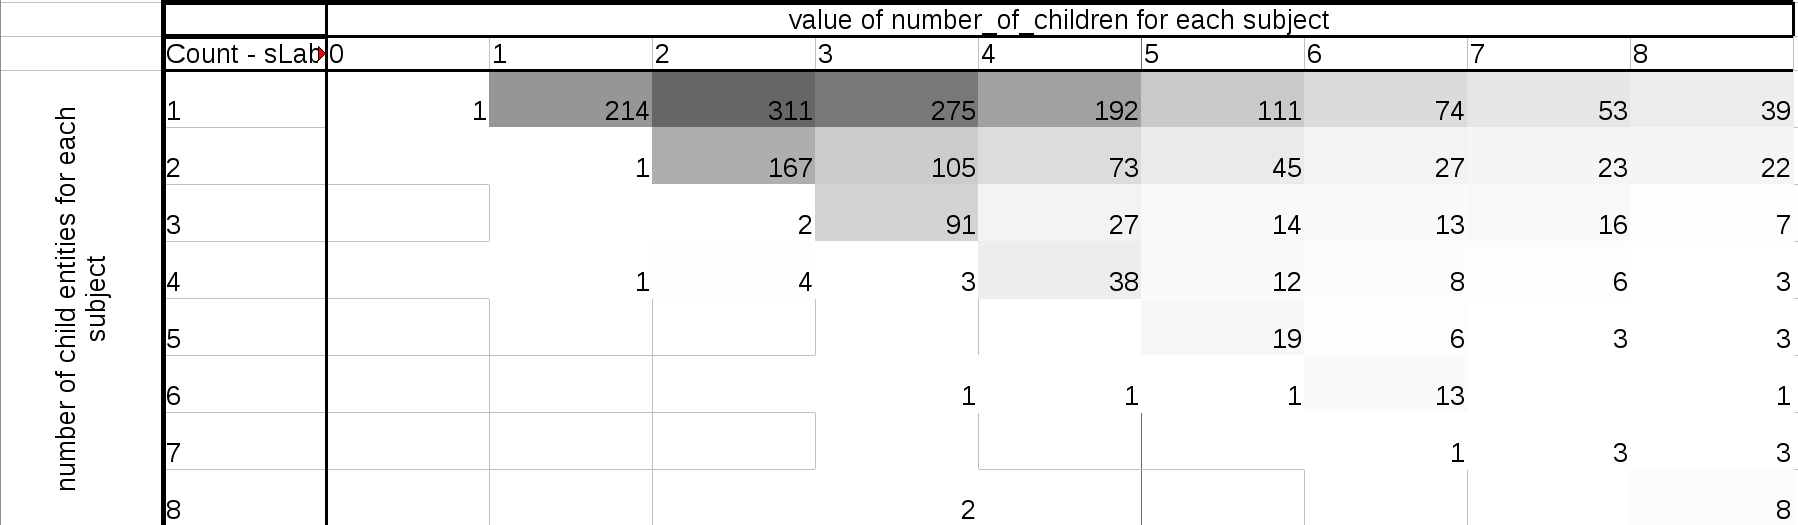 value of number_of_children for each subject
Count - sLab 0 1 2 3 4 5 6 7 8
number of child entities for each
subject
1 1 214 311 275 192 111 74 53 39
2 1 167 105 73 45 27 23 22
3 2 91 27 14 13 16 7
4 1 4 3 38 12 8 6 3
5 19 6 3 3
6 1 1 1 13 1
7 1 3 3
8 2 8